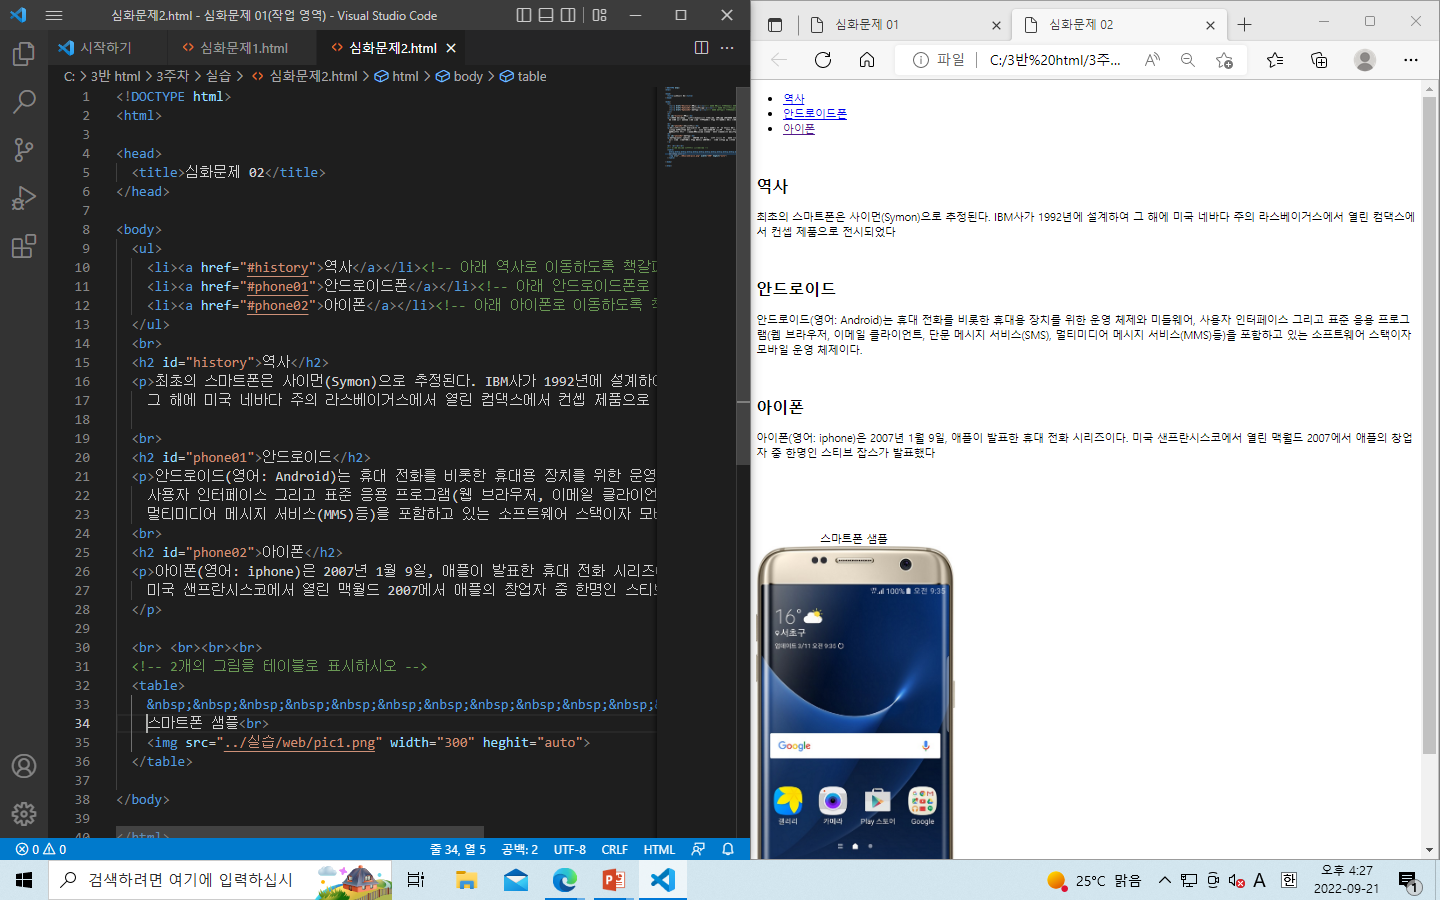 심화문제2.html - 심화문제 01(작업 영역) - Visual Studio Code
시작하기
심화문제1.html
심화문제2.html
C: > 3반 html > 3주차 > 실습 > 심화문제2.html > html > body > table
1 <!DOCTYPE html>
2 <html>
3
4 <head>
5 <title>심화문제 02</title>
6 </head>
7
8 <body>
9 <ul>
10 <li><a href="#history">역사</a></li><!-- 아래 역사로 이동하도록 책갈피
11 <li><a href="#phone01">안드로이드폰</a></li><!-- 아래 안드로이드폰로
12 <li><a href="#phone02">아이폰</a></li><!-- 아래 아이폰로 이동하도록
13 </ul>
14 <br>
15 <h2 id="history">역사</h2>
16 <p>최초의 스마트폰은 사이먼(Symon)으로 추정된다. IBM사가 1992년에 설계하여
17 그 해에 미국 네바다 주의 라스베이거스에서 열린 컴댁스에서 컨셉 제품으로
18
19 <br>
20 <h2 id="phone01">안드로이드</h2>
21 <p>안드로이드(영어: Android)는 휴대 전화를 비롯한 휴대용 장치를 위한 운영
22 사용자 인터페이스 그리고 표준 응용 프로그램(웹 브라우저, 이메일 클라이언
23 멀티미디어 메시지 서비스(MMS)등)을 포함하고 있는 소프트웨어 스택이자 모바
24 <br>
25 <h2 id="phone02">아이폰</h2>
26 <p>아이폰(영어: iphone)은 2007년 1월 9일, 애플이 발표한 휴대 전화 시리즈이
27 미국 샌프란시스코에서 열린 맥월드 2007에서 애플의 창업자 중 한명인 스티브
28 </p>
29
30 <br> <br><br><br>
31 <!-- 2개의 그림을 테이블로 표시하시오 -->
32 <table>
33 &nbsp;&nbsp;&nbsp;&nbsp;&nbsp;&nbsp;&nbsp;&nbsp;&nbsp;&nbsp;&nbsp;&
34 스마트폰 샘플<br>
35 <img src="../실습/web/pic1.png" width="300" heghit="auto">
36 </table>
37
38 </body>
39
40 </html>
0 0
줄 34, 열 5
공백: 2
UTF-8
CRLF
HTML
심화문제 01
심화문제 02
파일
C:/3반%20html/3주...
역사
안드로이드폰
아이폰
역사
최초의 스마트폰은 사이먼(Symon)으로 추정된다. IBM사가 1992년에 설계하여 그 해에 미국 네바다 주의 라스베이거스에서 열린 컴댁스에
서 컨셉 제품으로 전시되었다
안드로이드
안드로이드(영어: Android)는 휴대 전화를 비롯한 휴대용 장치를 위한 운영 체제와 미들웨어, 사용자 인터페이스 그리고 표준 응용 프로그
램(웹 브라우저, 이메일 클라이언트, 단문 메시지 서비스(SMS), 멀티미디어 메시지 서비스(MMS)등)을 포함하고 있는 소프트웨어 스택이자
모바일 운영 체제이다.
아이폰
아이폰(영어: iphone)은 2007년 1월 9일, 애플이 발표한 휴대 전화 시리즈이다. 미국 샌프란시스코에서 열린 맥월드 2007에서 애플의 창업
자 중 한명인 스티브 잡스가 발표했다
스마트폰 샘플
100% 오전 9:35
16°
서초구
업데이트 3/11 오전 9:35
Google
갤러리
카메라
Play 스토어
Google
검색하려면 여기에 입력하십시
25°C 맑음
A
한
오후 4:27
2022-09-21
1